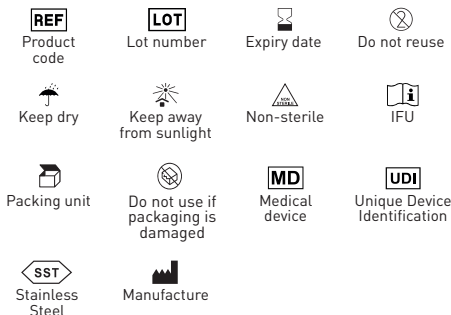 REF
Product
code
LOT
Lot number
Expiry date
2
Do not reuse
Keep dry
Keep away
from sunlight
NON
STERILE
Non-sterile
i
IFU
Packing unit
Do not use if
packaging is
damaged
MD
Medical
device
UDI
Unique Device
Identification
SST
Stainless
Steel
Manufacture